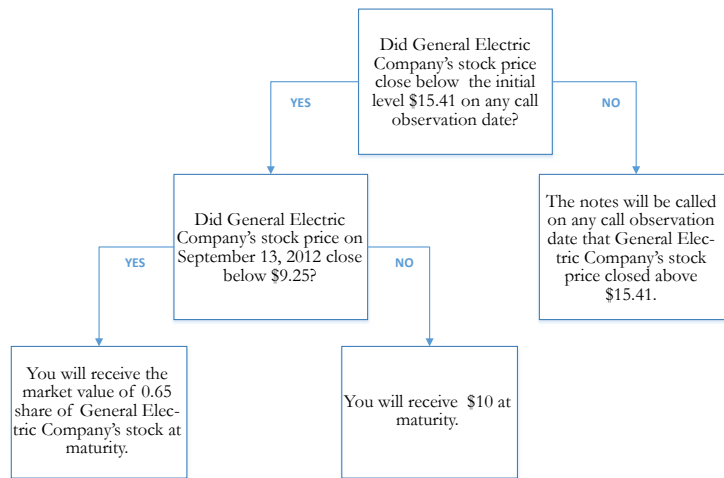 Did General Electric
Company's stock price
close below the initial
level $15.41 on any call
observation date?
YES
NO
Did General Electric
Company's stock price on
September 13, 2012 close
below $9.25?
The notes will be called
on any call observation
date that General Elec-
tric Company's stock
price closed above
$15.41.
YES
NO
You will receive the
market value of 0.65
share of General Elec-
tric Company's stock at
maturity.
You will receive $10 at
maturity.